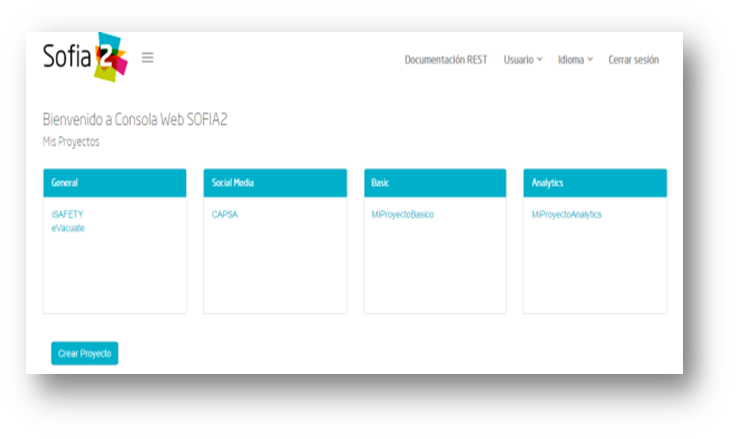 Sofia2
Documentación REST Usuario Idioma Cerrar sesión
Bienvenido a Consola Web SOFIA2
Mis Proyectos
General
ISAFETY
eVacuate
Social Media
CAPSA
Basic
MiProyectoBasico
Analytics
MiProyectoAnalytics
Crear Proyecto